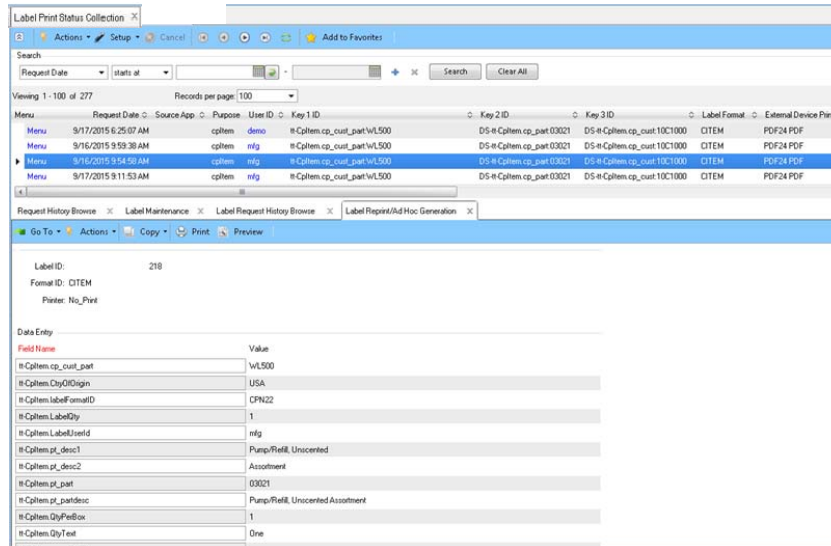 Label Print Status Collection
Actions Setup Cancel Add to Favorites
Search
Request Date starts at - Search Clear All
Viewing 1 - 100 of 277 Records per page: 100
Menu Request Date Source App Purpose User ID Key 1 ID Key 2 ID Key 3 ID Label Format External Device Prin
Menu 9/17/2015 6:25:07 AM cpItem demo tt-CpItem.cp_cust_part:WL500 DS-tt-CpItem.cp_part:03021 DS-tt-CpItem.cp_cust:10C1000 CITEM PDF24 PDF
Menu 9/16/2015 9:59:38 AM cpItem mfg tt-CpItem.cp_cust_part:WL500 DS-tt-CpItem.cp_part:03021 DS-tt-CpItem.cp_cust:10C1000 CITEM PDF24 PDF
Menu 9/16/2015 9:54:58 AM cpItem mfg tt-CpItem.cp_cust_part:WL500 DS-tt-CpItem.cp_part:03021 DS-tt-CpItem.cp_cust:10C1000 CITEM PDF24 PDF
Menu 9/17/2015 9:11:53 AM cpItem mfg tt-CpItem.cp_cust_part:WL500 DS-tt-CpItem.cp_part:03021 DS-tt-CpItem.cp_cust:10C1000 CITEM PDF24 PDF
Request History Browse Label Maintenance Label Request History Browse Label Reprint/Ad Hoc Generation
Go To Actions Copy Print Preview
Label ID: 218
Format ID: CITEM
Printer: No_Print
Data Entry
Field Name Value
tt-CpItem.cp_cust_part WL500
tt-CpItem.CtryOfOrigin USA
tt-CpItem.labelFormatID CPN22
tt-CpItem.LabelQty 1
tt-CpItem.LabelUserId mfg
tt-CpItem.pt_desc1 Pump/Refill, Unscented
tt-CpItem.pt_desc2 Assortment
tt-CpItem.pt_part 03021
tt-CpItem.pt_partdesc Pump/Refill, Unscented Assortment
tt-CpItem.QtyPerBox 1
tt-CpItem.QtyText One